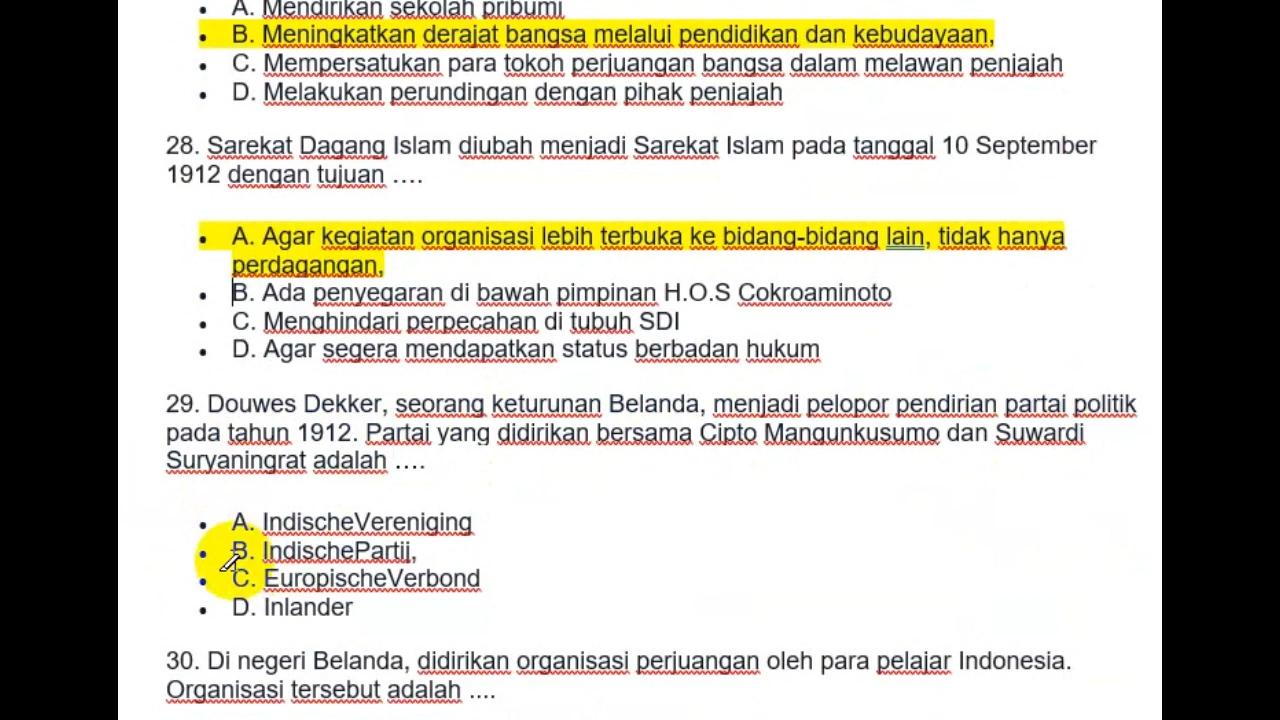 A. Mendirikan sekolah pribumi
B. Meningkatkan derajat bangsa melalui pendidikan dan kebudayaan,
C. Mempersatukan para tokoh perjuangan bangsa dalam melawan penjajah
D. Melakukan perundingan dengan pihak penjajah
28. Sarekat Dagang Islam diubah menjadi Sarekat Islam pada tanggal 10 September
1912 dengan tujuan ….
A. Agar kegiatan organisasi lebih terbuka ke bidang-bidang lain, tidak hanya
perdagangan,
B. Ada penyegaran di bawah pimpinan H.O.S Cokroaminoto
C. Menghindari perpecahan di tubuh SDI
D. Agar segera mendapatkan status berbadan hukum
29. Douwes Dekker, seorang keturunan Belanda, menjadi pelopor pendirian partai politik
pada tahun 1912. Partai yang didirikan bersama Cipto Mangunkusumo dan Suwardi
Suryaningrat adalah ….
A. IndischeVereniging
B. IndischePartij,
C. EuropischeVerbond
D. Inlander
30. Di negeri Belanda, didirikan organisasi perjuangan oleh para pelajar Indonesia.
Organisasi tersebut adalah ....